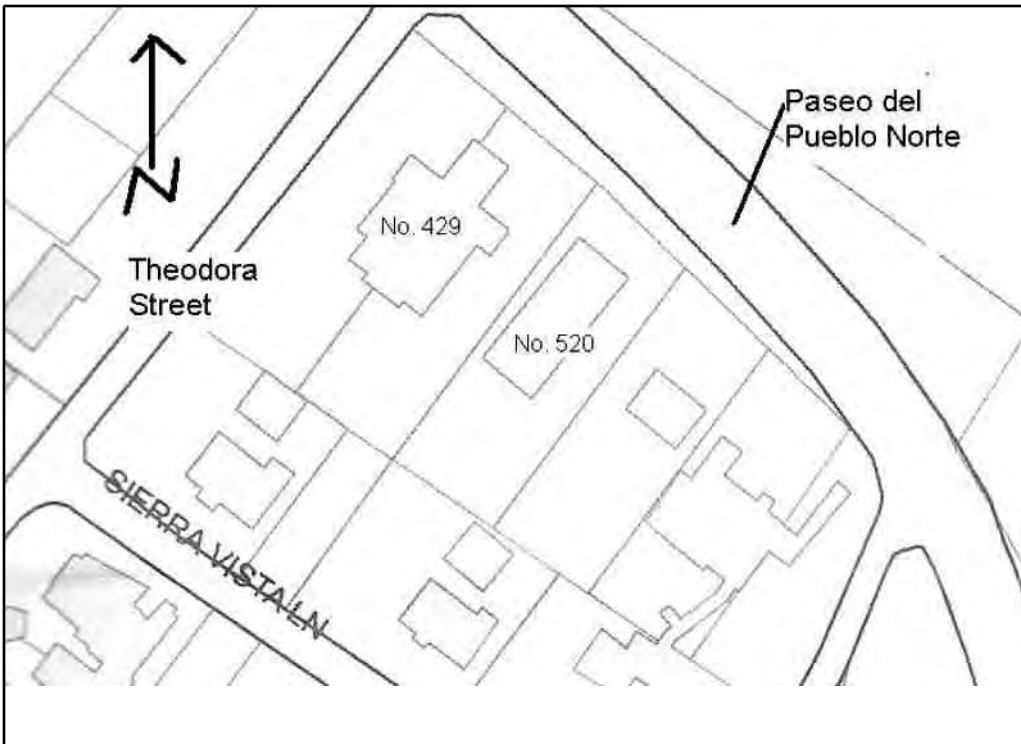 Paseo del
Pueblo Norte
No. 429
Theodora
Street
No. 520
SIERRA VISTA LN
N